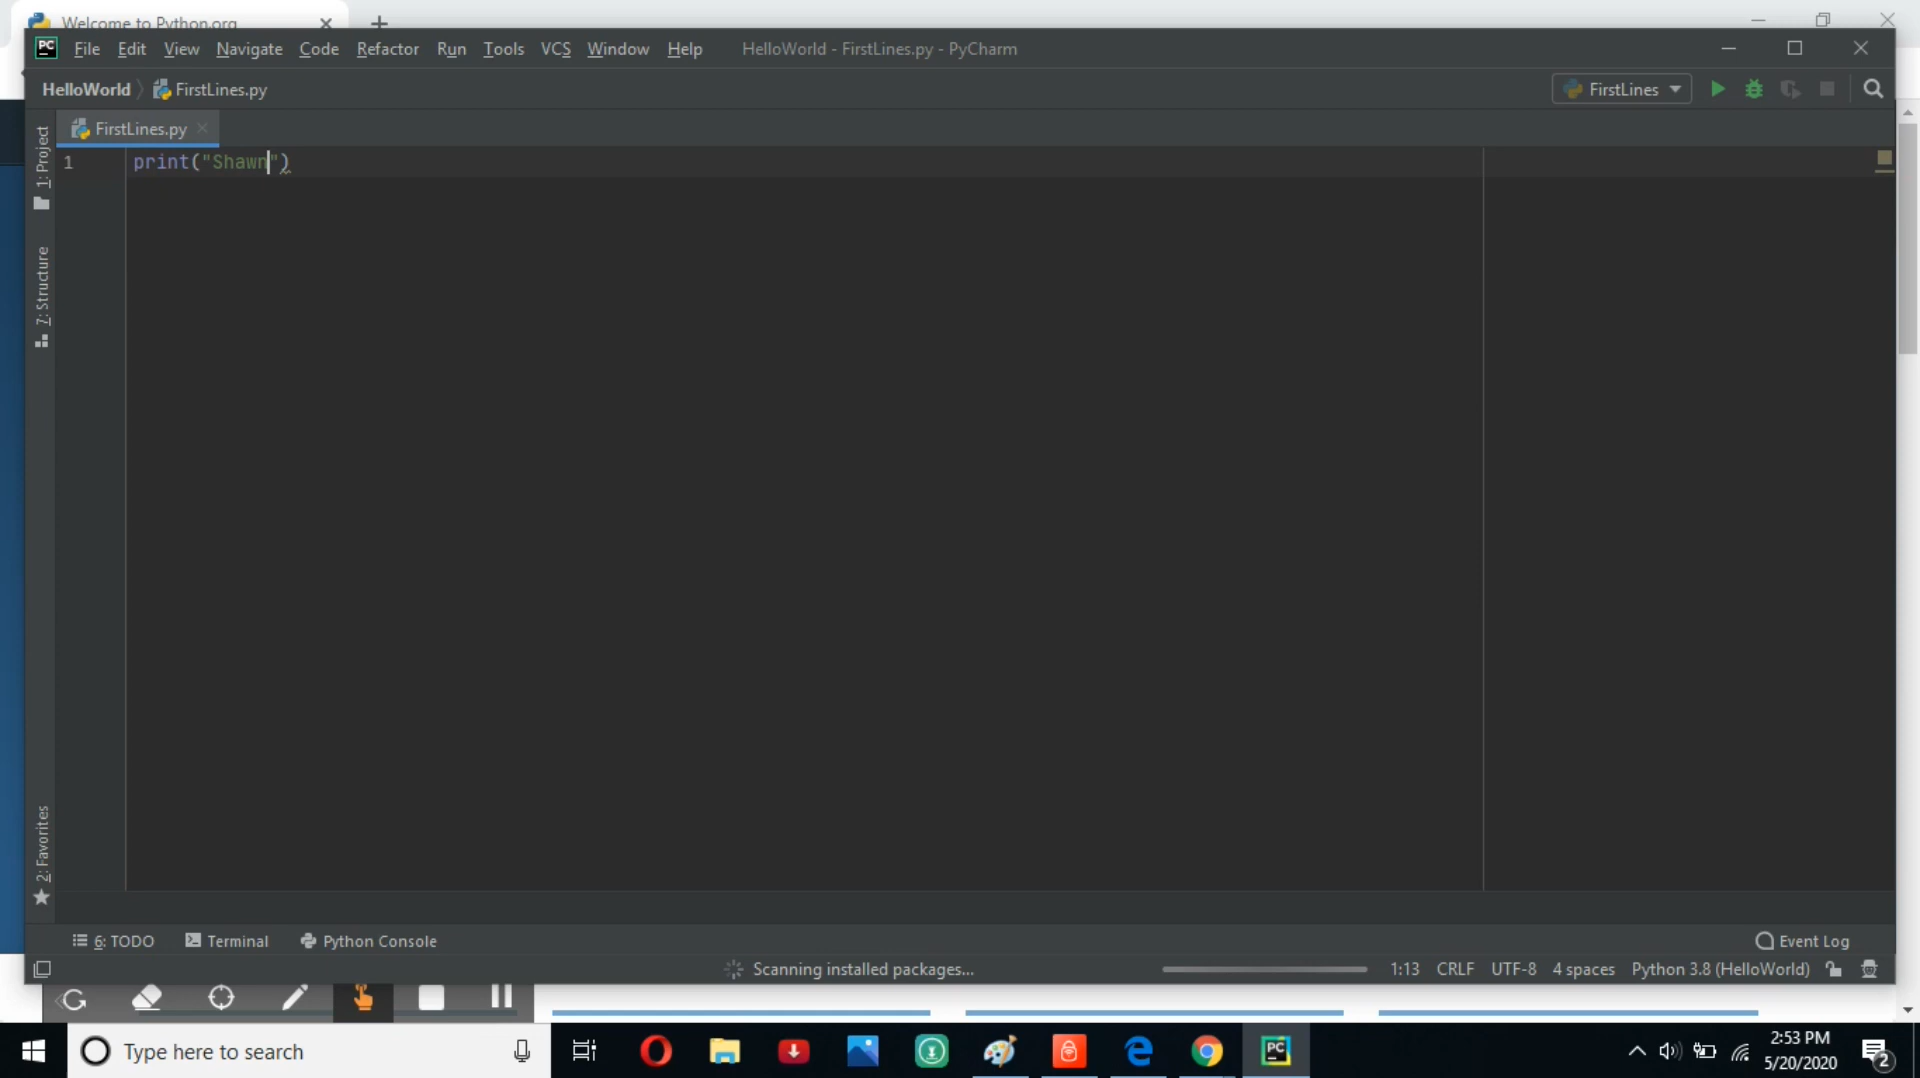 Welcome to Python.org
PC File Edit View Navigate Code Refactor Run Tools VCS Window Help HelloWorld - FirstLines.py - PyCharm
HelloWorld FirstLines.py FirstLines
FirstLines.py
1: Project
1 print("Shawn")
7: Structure
2: Favorites
6: TODO Terminal Python Console Event Log
Scanning installed packages... 1:13 CRLF UTF-8 4 spaces Python 3.8 (HelloWorld)
Type here to search PC 2:53 PM
5/20/2020 2